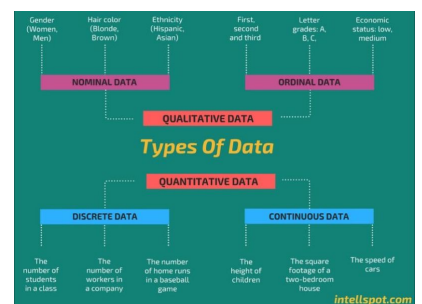 Gender
(Women,
Men)
Hair color
(Blonde,
Brown)
Ethnicity
(Hispanic,
Asian)
First,
second
and third
Letter
grades: A,
B, C,
Economic
status: low,
medium
NOMINAL DATA
ORDINAL DATA
QUALITATIVE DATA
Types Of Data
QUANTITATIVE DATA
DISCRETE DATA
CONTINUOUS DATA
The
number of
students
in a class
The
number of
workers in
a company
The number
of home runs
in a baseball
game
The
height of
children
The square
footage of a
two-bedroom
house
The speed of
cars
intellspot.com